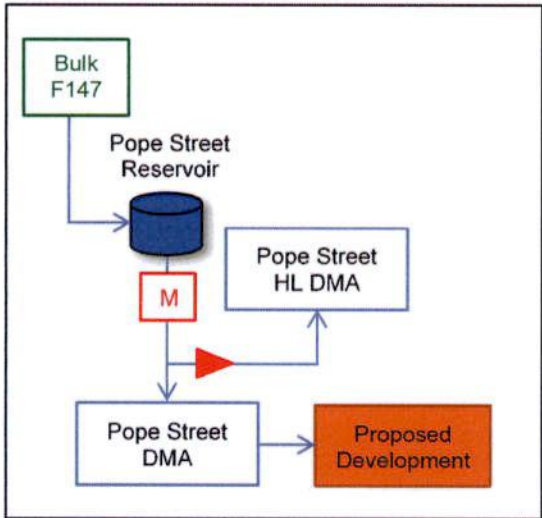 Bulk
F147
Pope Street
Reservoir
Pope Street
HL DMA
M
Pope Street
DMA
Proposed
Development